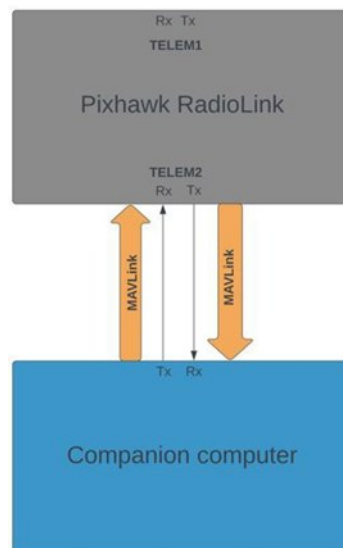 Rx Tx
TELEM1
Pixhawk RadioLink
TELEM2
Rx Tx
MAVLink
MAVLink
Tx Rx
Companion computer